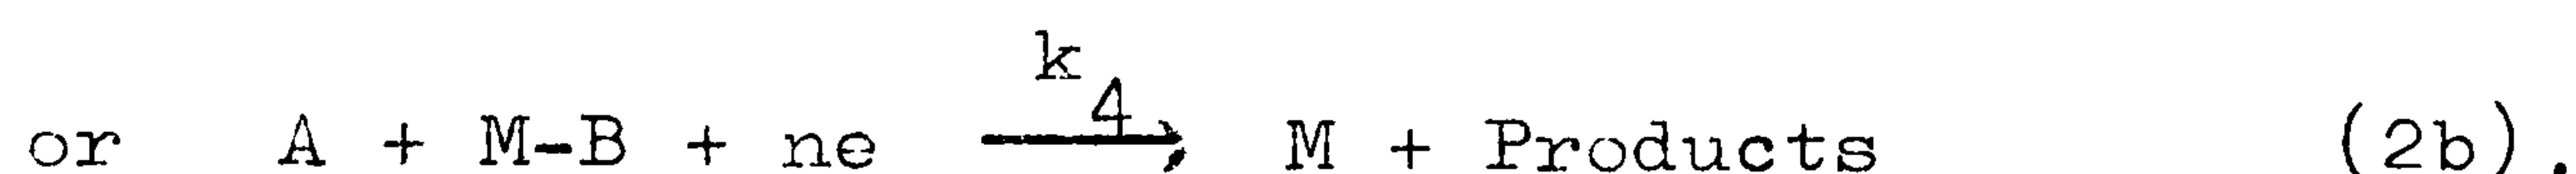 or A + M-B + ne k4→ M + Products (2b).